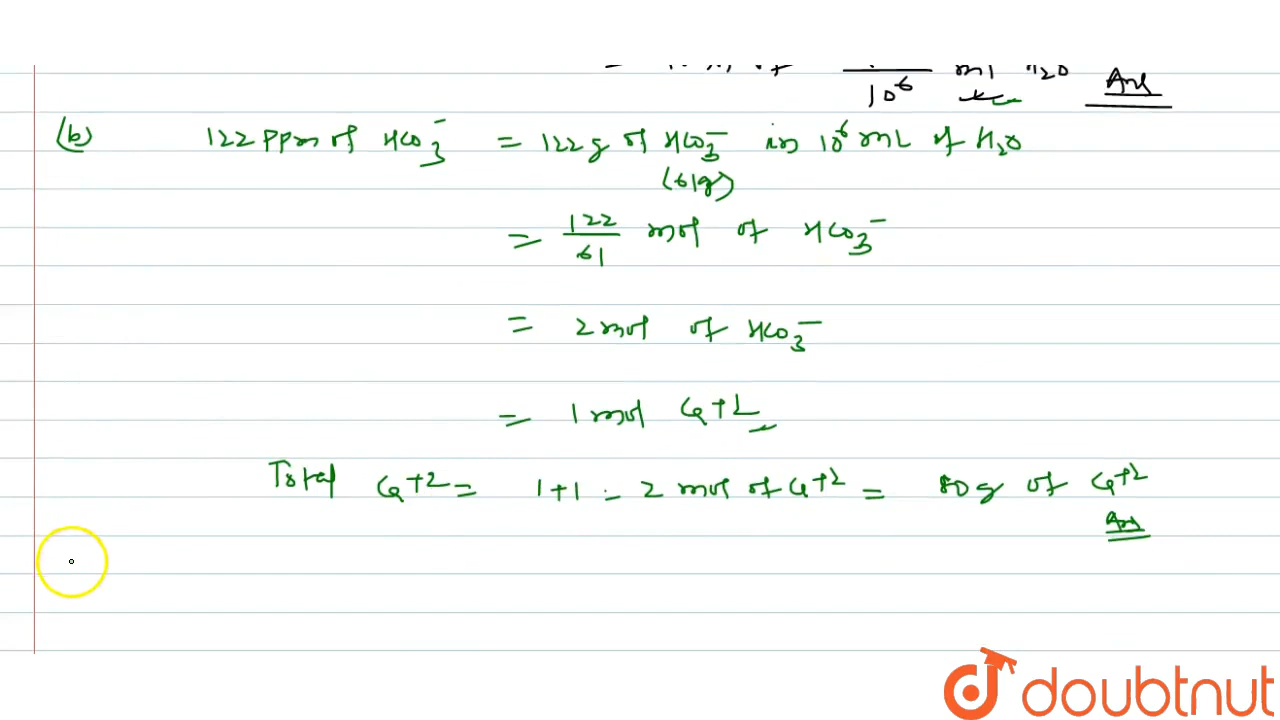 10⁶ ml H₂O Ans
(b) 122 ppm of HCO₃⁻ = 122 g of HCO₃⁻ in 10⁶ mL of H₂O
(61g)
= 122/61 mol of HCO₃⁻
= 2 mol of HCO₃⁻
= 1 mol Ca+2
Total Ca+2 = 1+1 = 2 mol of Ca+2 = 80 g of Ca+2
Ans
doubtnut